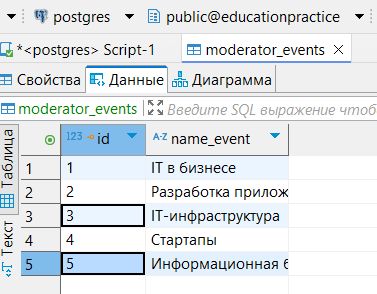 postgres public@educationpractice
*<postgres> Script-1 moderator_events
Свойства Данные Диаграмма
moderator_events Введите SQL выражение чтоб
Таблица
Текст
123 id A-Z name_event
1 1 IT в бизнесе
2 2 Разработка прилож
3 3 IT-инфраструктура
4 4 Стартапы
5 5 Информационная б